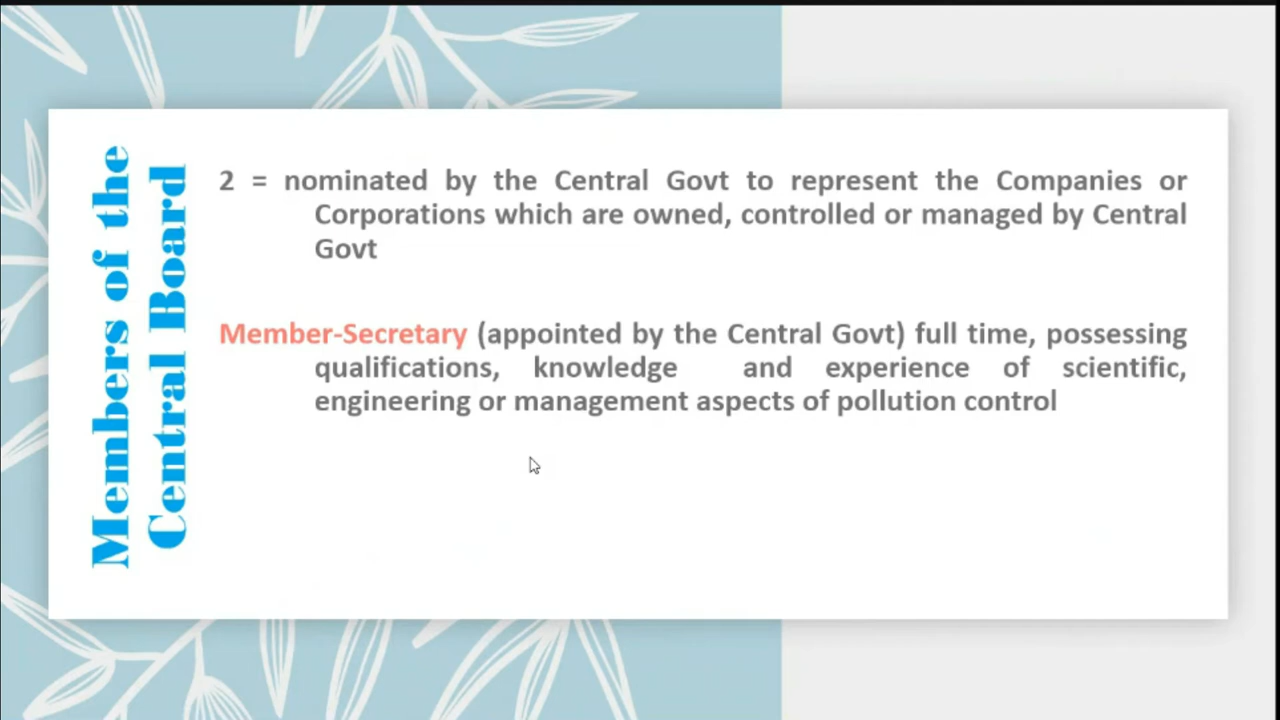 Members of the
Central Board
2 = nominated by the Central Govt to represent the Companies or
Corporations which are owned, controlled or managed by Central
Govt
Member-Secretary (appointed by the Central Govt) full time, possessing
qualifications, knowledge and experience of scientific,
engineering or management aspects of pollution control